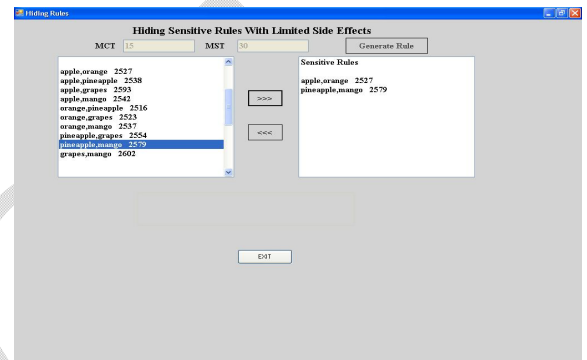 Hiding Rules
Hiding Sensitive Rules With Limited Side Effects
MCT 15 MST 30 Generate Rule
apple,orange 2527
apple,pineapple 2538
apple,grapes 2593
apple,mango 2542
orange,pineapple 2516
orange,grapes 2523
orange,mango 2537
pineapple,grapes 2554
pineapple,mango 2579
grapes,mango 2602
>>>
<<<
Sensitive Rules
apple,orange 2527
pineapple,mango 2579
EXIT